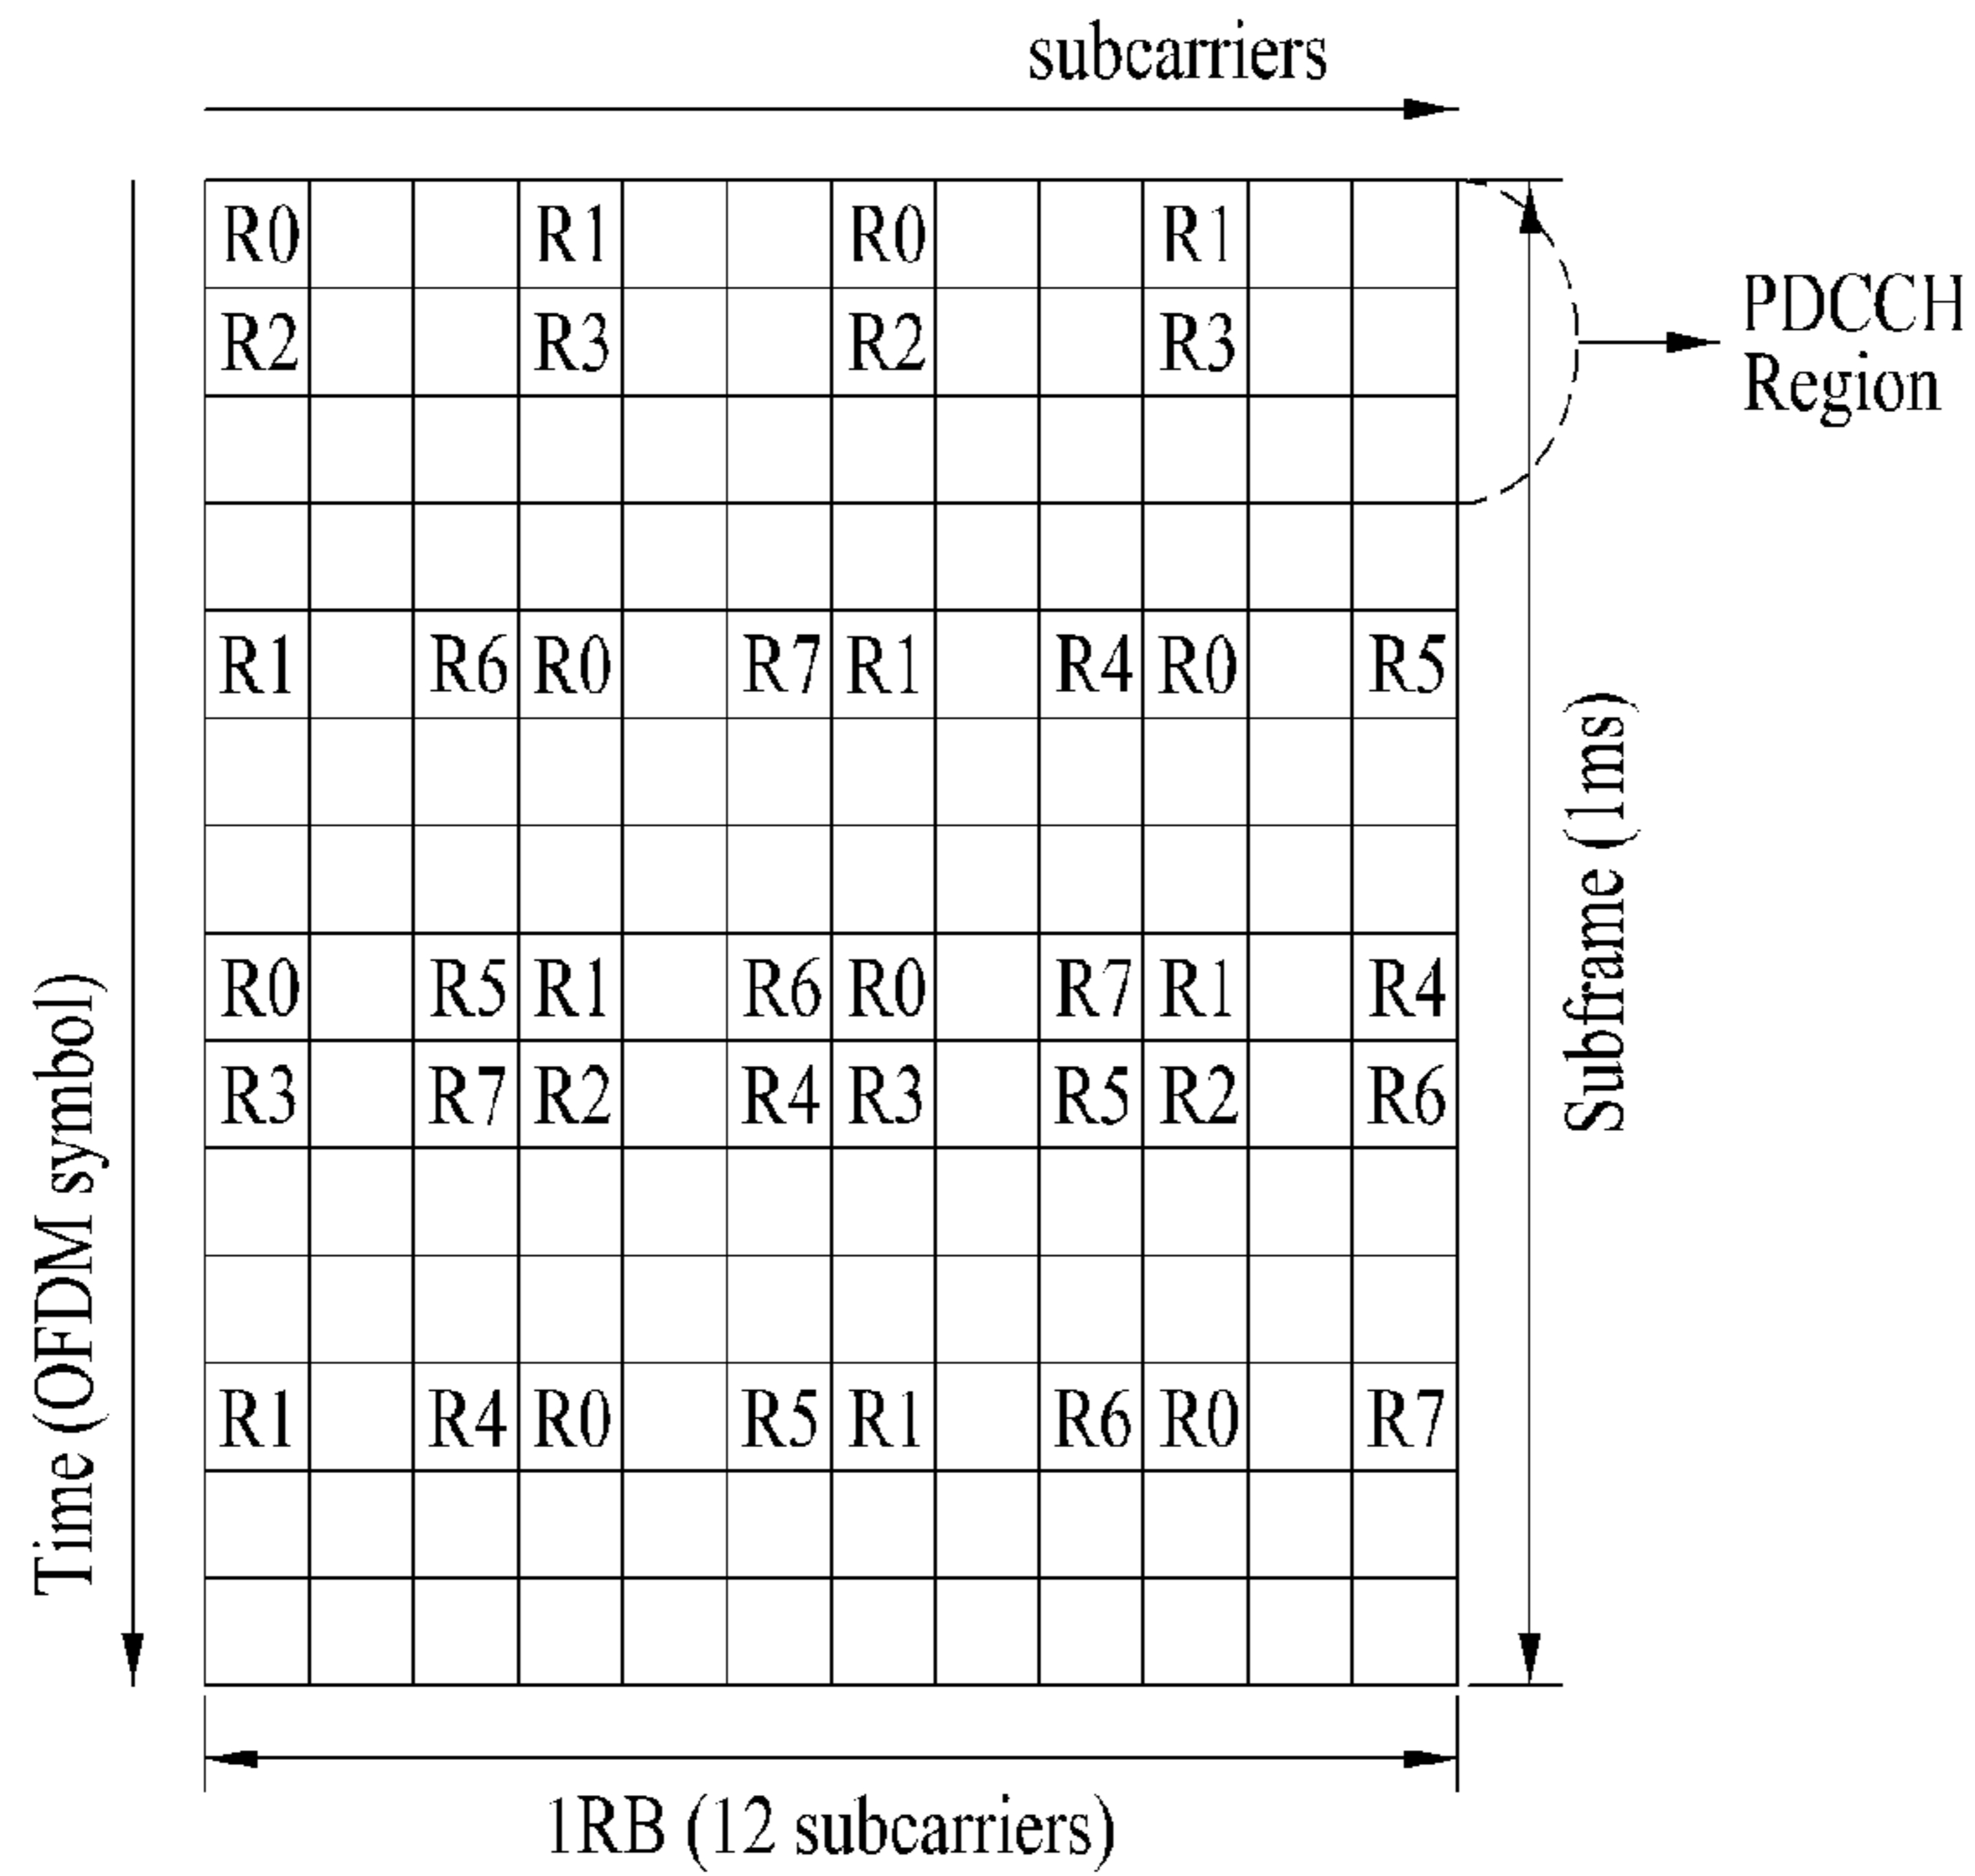 subcarriers
R0 R1 R0 R1
R2 R3 R2 R3
PDCCH
Region
R1 R6 R0 R7 R1 R4 R0 R5
R0 R5 R1 R6 R0 R7 R1 R4
R3 R7 R2 R4 R3 R5 R2 R6
R1 R4 R0 R5 R1 R6 R0 R7
Time (OFDM symbol)
Subframe (1ms)
1RB (12 subcarriers)